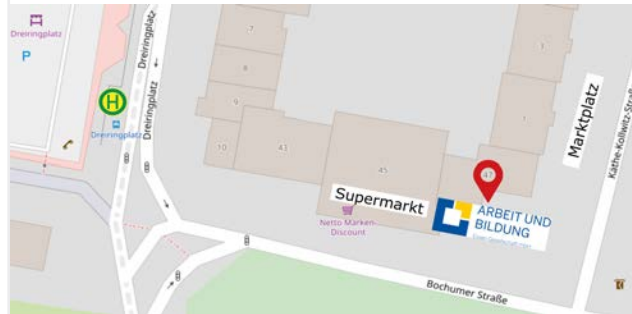 Dreiringplatz
P
H
Dreiringplatz
Dreiringplatz
Dreiringplatz
7
8
9
10
43
45
3
1
47
Marktplatz
Käthe-Kollwitz-Straß
Supermarkt
Netto Marken-
Discount
ARBEIT UND
BILDUNG
Bochumer Straße